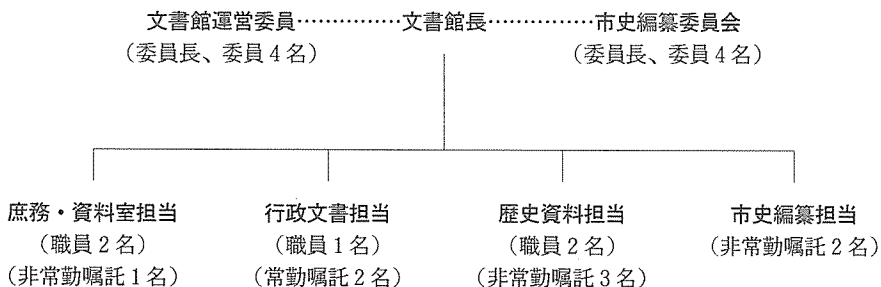 文書館運営委員……………文書館長……………市史編纂委員会
(委員長、委員4名) (委員長、委員4名)
庶務・資料室担当 行政文書担当 歴史資料担当 市史編纂担当
(職員2名) (職員1名) (職員2名) (非常勤嘱託2名)
(非常勤嘱託1名) (常勤嘱託2名) (非常勤嘱託3名)